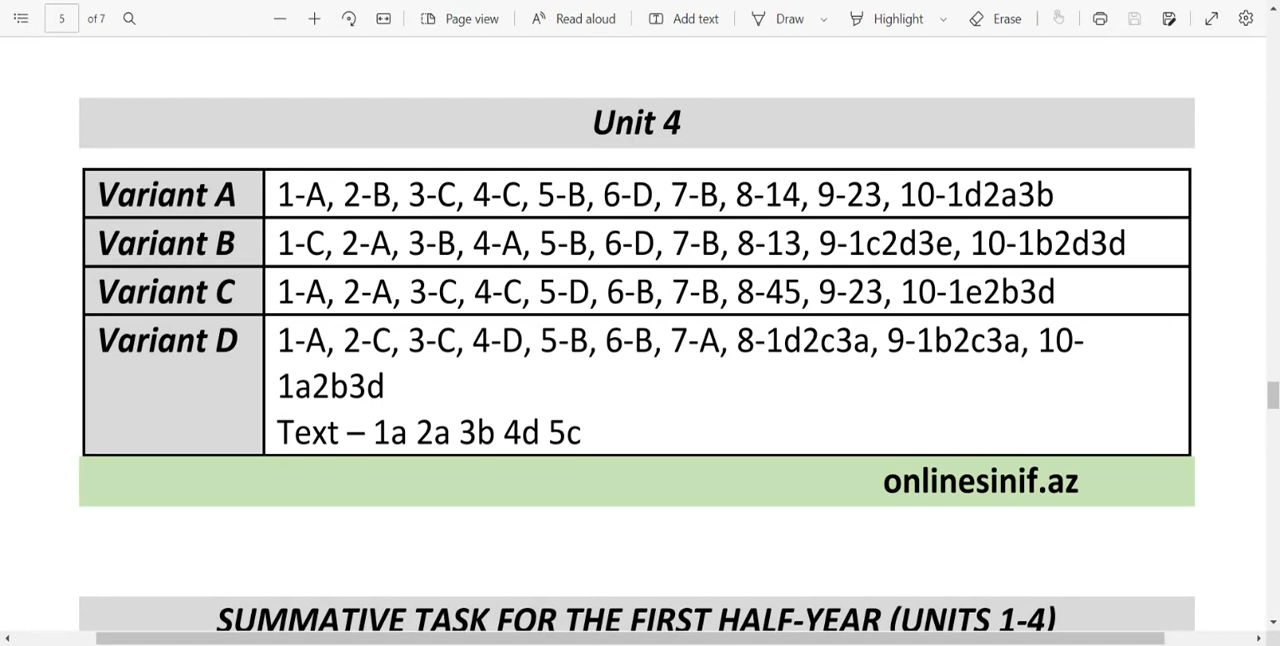 5 of 7 Page view Read aloud Add text Draw Highlight Erase
Unit 4
Variant A 1-A, 2-B, 3-C, 4-C, 5-B, 6-D, 7-B, 8-14, 9-23, 10-1d2a3b
Variant B 1-C, 2-A, 3-B, 4-A, 5-B, 6-D, 7-B, 8-13, 9-1c2d3e, 10-1b2d3d
Variant C 1-A, 2-A, 3-C, 4-C, 5-D, 6-B, 7-B, 8-45, 9-23, 10-1e2b3d
Variant D 1-A, 2-C, 3-C, 4-D, 5-B, 6-B, 7-A, 8-1d2c3a, 9-1b2c3a, 10-
1a2b3d
Text – 1a 2a 3b 4d 5c
onlinesinif.az
SUMMATIVE TASK FOR THE FIRST HALF-YEAR (UNITS 1-4)